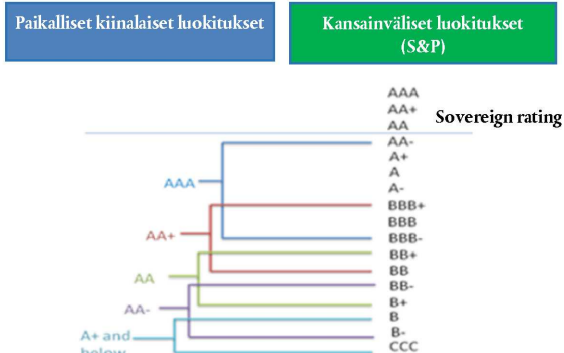 Paikalliset kiinalaiset luokitukset
Kansainväliset luokitukset
(S&P)
AAA
AA+
AA
Sovereign rating
AA-
A+
A
A-
BBB+
BBB
BBB-
BB+
BB
BB-
B+
B
B-
CCC
AAA
AA+
AA
AA-
A+ and
below